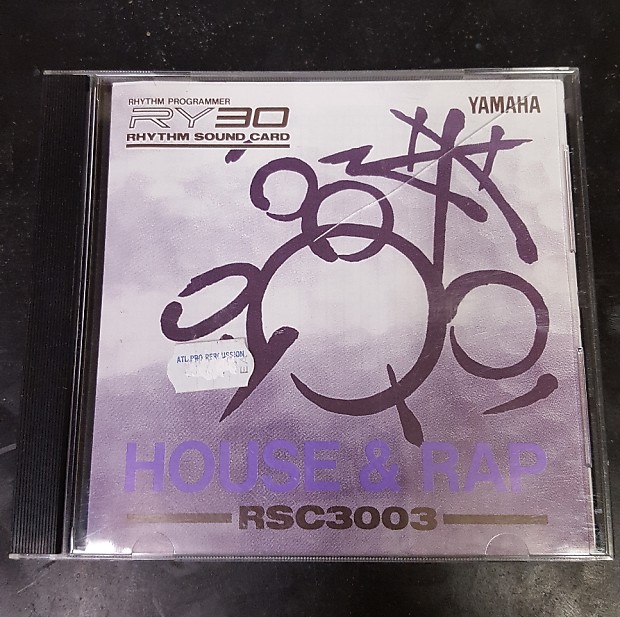 RHYTHM PROGRAMMER
RY30
RHYTHM SOUND CARD
YAMAHA
ATL. PRO PERCUSSION
HOUSE & RAP
RSC3003